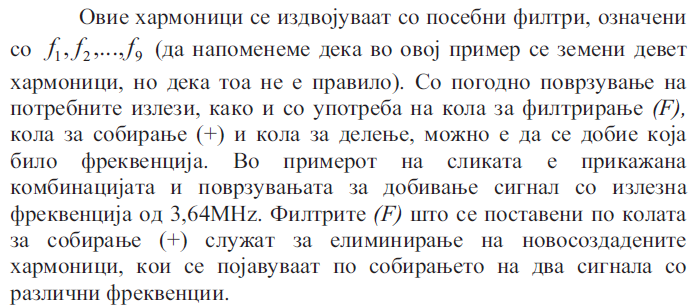 Овие хармоници се издвојуваат со посебни филтри, означени
со f₁,f₂,...,f₉ (да напоменеме дека во овој пример се земени девет
хармоници, но дека тоа не е правило). Со погодно поврзување на
потребните излези, како и со употреба на кола за филтрирање (F),
кола за собирање (+) и кола за делење, можно е да се добие која
било фреквенција. Во примерот на сликата е прикажана
комбинацијата и поврзувањата за добивање сигнал со излезна
фреквенција од 3,64MHz. Филтрите (F) што се поставени по колата
за собирање (+) служат за елиминирање на новосоздадените
хармоници, кои се појавуваат по собирањето на два сигнала со
различни фреквенции.